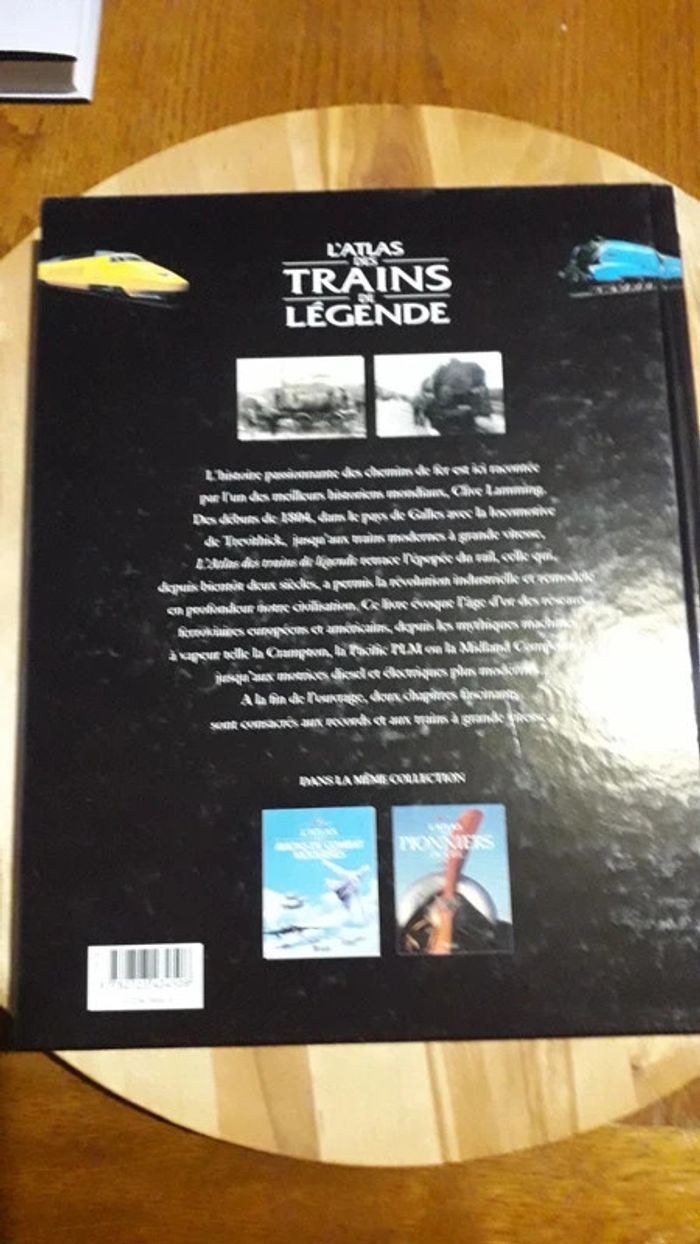 L'ATLAS
DES
TRAINS
DE
LÉGENDE
L'histoire passionnante des chemins de fer est ici racontée
par l'un des meilleurs historiens mondiaux, Clive Lamming.
Des débuts de 1804, dans le pays de Galles avec la locomotive
de Trevithick, jusqu'aux trains modernes à grande vitesse,
L'Atlas des trains de légende retrace l'épopée du rail, celle qui,
depuis bientôt deux siècles, a permis la révolution industrielle et remodelé
en profondeur notre civilisation. Ce livre évoque l'âge d'or des réseaux
ferroviaires européens et américains, depuis les mythiques machines
à vapeur telle la Crampton, la Pacific PLM ou la Midland
jusqu'aux motrices diesel et électriques plus modernes.
A la fin de l'ouvrage, deux chapitres fascinants
sont consacrés aux records et aux trains à grande vitesse.
DANS LA MÊME COLLECTION
L'ATLAS
AVIONS DE COMBAT
MODERNES
L'ATLAS
PIONNIERS